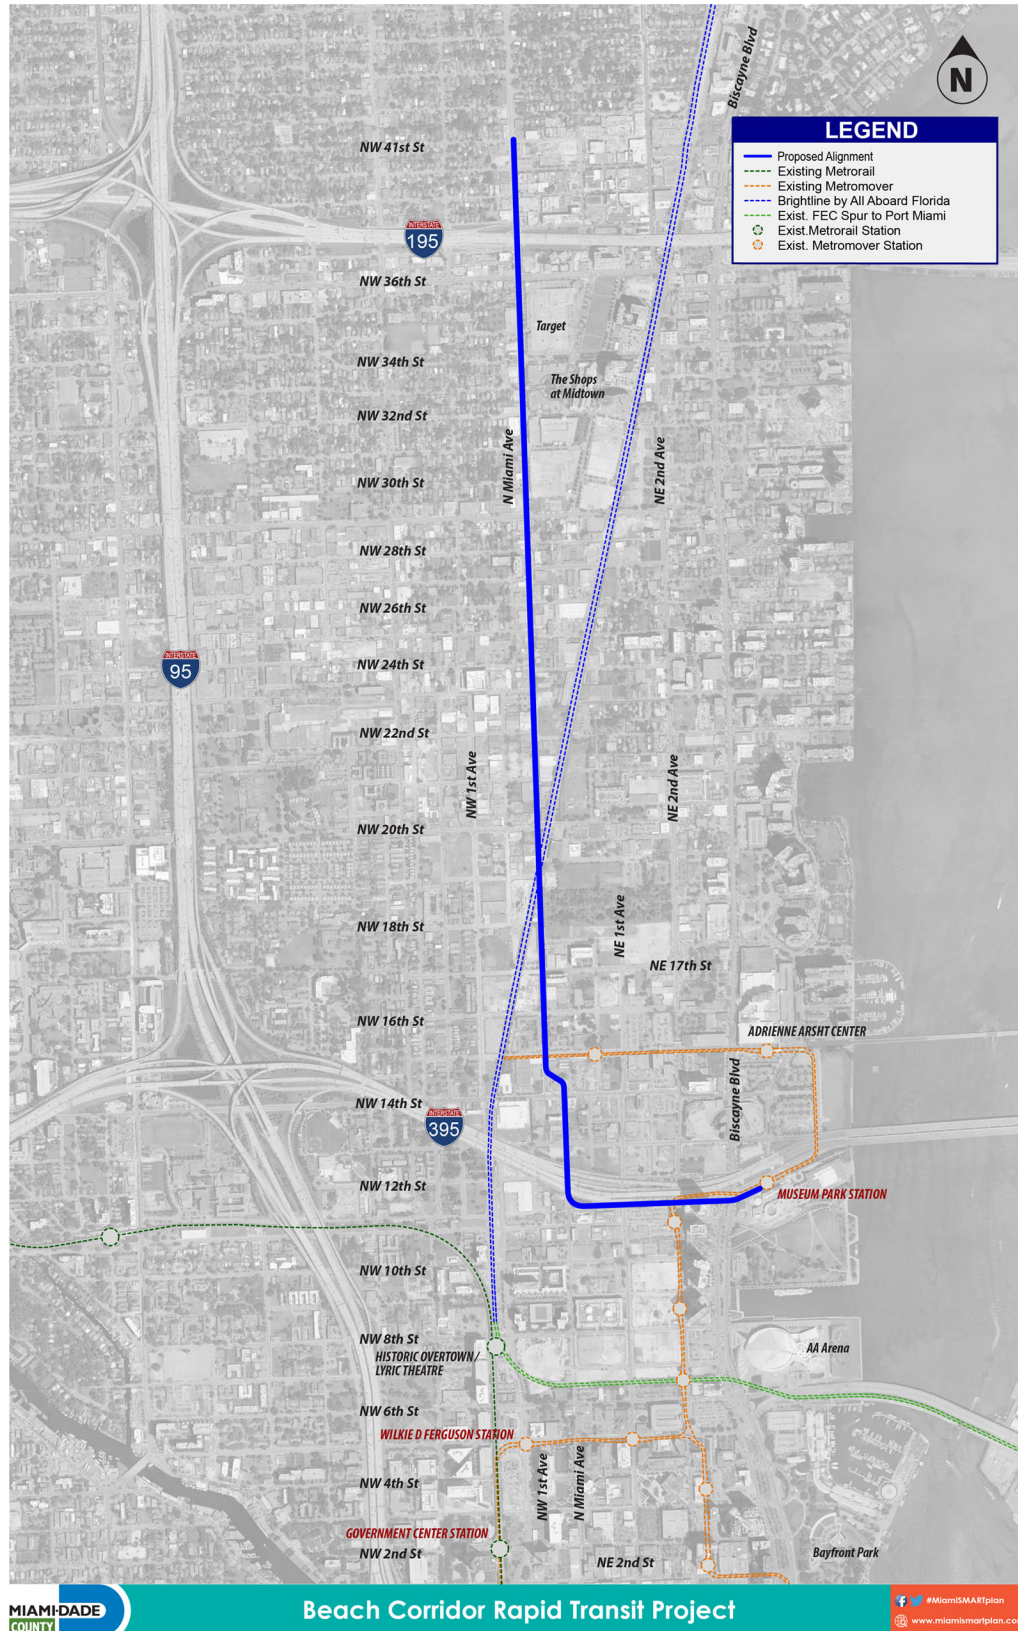 Biscayne Blvd
N
LEGEND
Proposed Alignment
Existing Metrorail
Existing Metromover
Brightline by All Aboard Florida
Exist. FEC Spur to Port Miami
Exist.Metrorail Station
Exist. Metromover Station
NW 41st St
INTERSTATE
195
NW 36th St
Target
NW 34th St
The Shops
at Midtown
NW 32nd St
N Miami Ave
NE 2nd Ave
NW 30th St
NW 28th St
NW 26th St
INTERSTATE
95
NW 24th St
NW 22nd St
NW 1st Ave
NE 2nd Ave
NW 20th St
NW 18th St
NE 1st Ave
NE 17th St
NW 16th St
ADRIENNE ARSHT CENTER
Biscayne Blvd
NW 14th St
INTERSTATE
395
NW 12th St
MUSEUM PARK STATION
NW 10th St
NW 8th St
HISTORIC OVERTOWN/
LYRIC THEATRE
AA Arena
NW 6th St
WILKIE D FERGUSON STATION
NW 4th St
NW 1st Ave
N Miami Ave
GOVERNMENT CENTER STATION
NW 2nd St
NE 2nd St
Bayfront Park
MIAMI-DADE
COUNTY
Beach Corridor Rapid Transit Project
#MiamiSMARTplan
www.miamismartplan.co